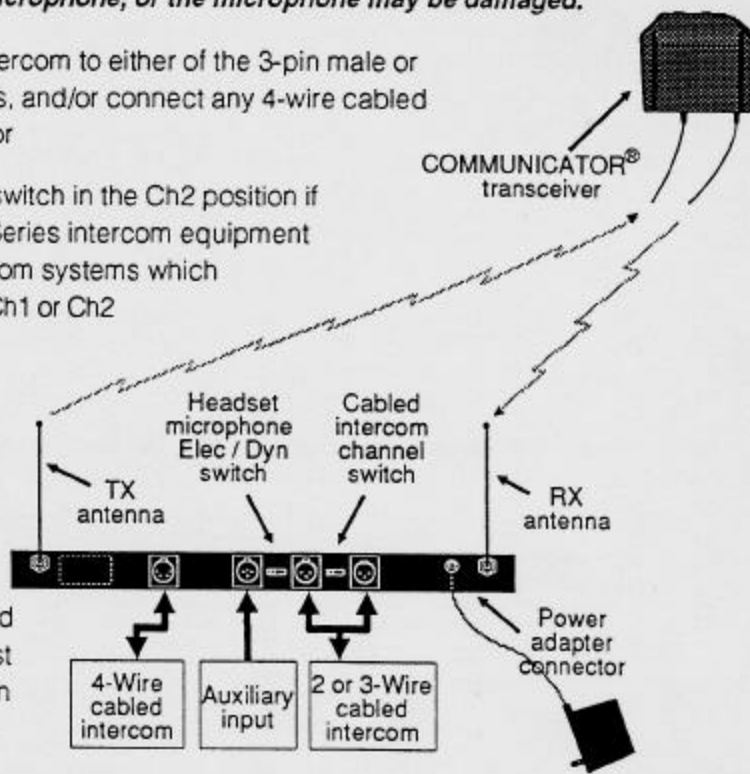 microphone, or the microphone may be damaged.
ercom to either of the 3-pin male or
s, and/or connect any 4-wire cabled
or
switch in the Ch2 position if
Series intercom equipment
om systems which
Ch1 or Ch2
COMMUNICATOR®
transceiver
Headset
microphone
Elec / Dyn
switch
Cabled
intercom
channel
switch
TX
antenna
RX
antenna
Power
adapter
connector
d
st
n
4-Wire
cabled
intercom
Auxiliary
input
2 or 3-Wire
cabled
intercom